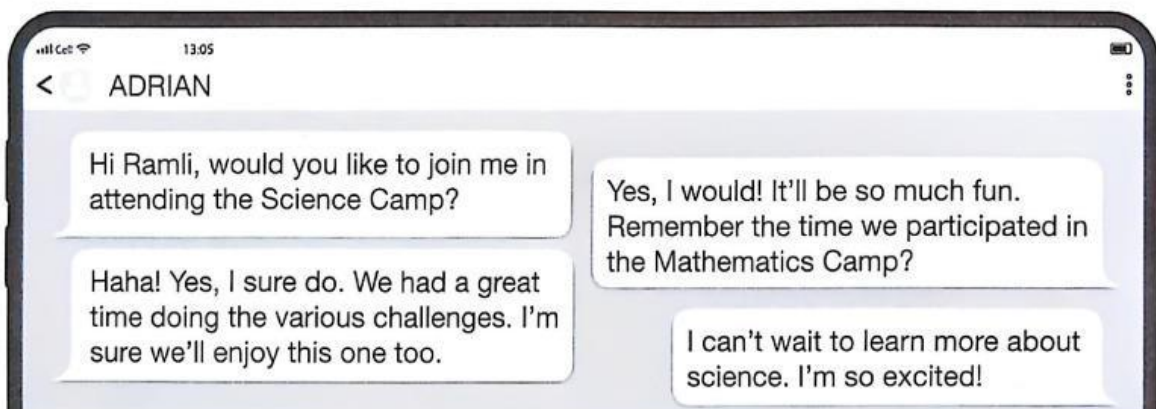 Cell 13:05
ADRIAN
Hi Ramli, would you like to join me in
attending the Science Camp?
Yes, I would! It'll be so much fun.
Remember the time we participated in
the Mathematics Camp?
Haha! Yes, I sure do. We had a great
time doing the various challenges. I'm
sure we'll enjoy this one too.
I can't wait to learn more about
science. I'm so excited!